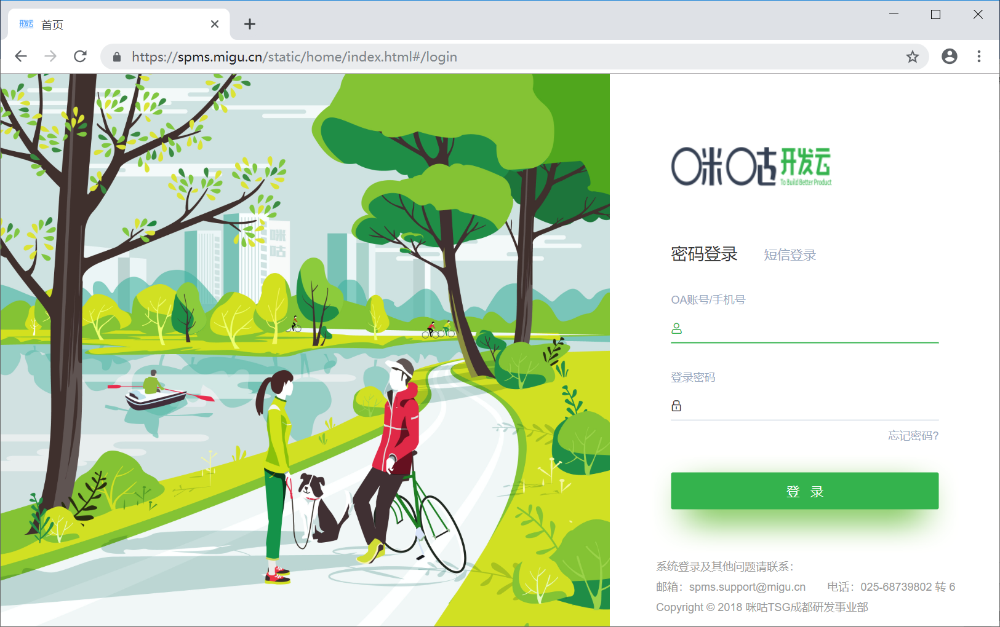 开发云 首页
https://spms.migu.cn/static/home/index.html#/login
咪咕
咪咕 开发云
To Build Better Product
密码登录 短信登录
OA账号/手机号
登录密码
忘记密码?
登 录
系统登录及其他问题请联系：
邮箱：spms.support@migu.cn 电话：025-68739802 转 6
Copyright © 2018 咪咕TSG成都研发事业部